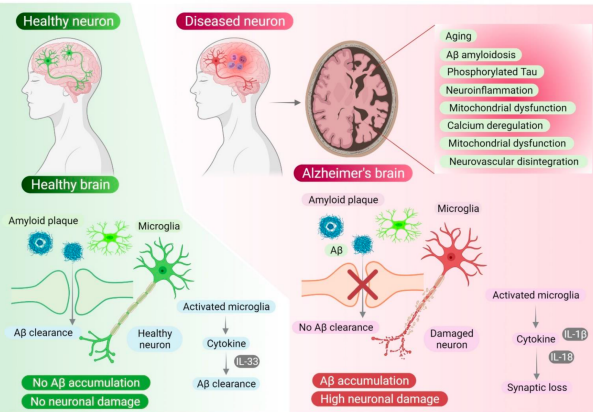 Healthy neuron
Diseased neuron
Aging
Aβ amyloidosis
Phosphorylated Tau
Neuroinflammation
Mitochondrial dysfunction
Calcium deregulation
Mitochondrial dysfunction
Neurovascular disintegration
Healthy brain
Amyloid plaque
Microglia
Aβ clearance
Healthy
neuron
Activated microglia
Cytokine
IL-33
Aβ clearance
No Aβ accumulation
No neuronal damage
Alzheimer's brain
Amyloid plaque
Microglia
Aβ
No Aβ clearance
Damaged
neuron
Activated microglia
Cytokine
IL-1β
IL-18
Synaptic loss
Aβ accumulation
High neuronal damage